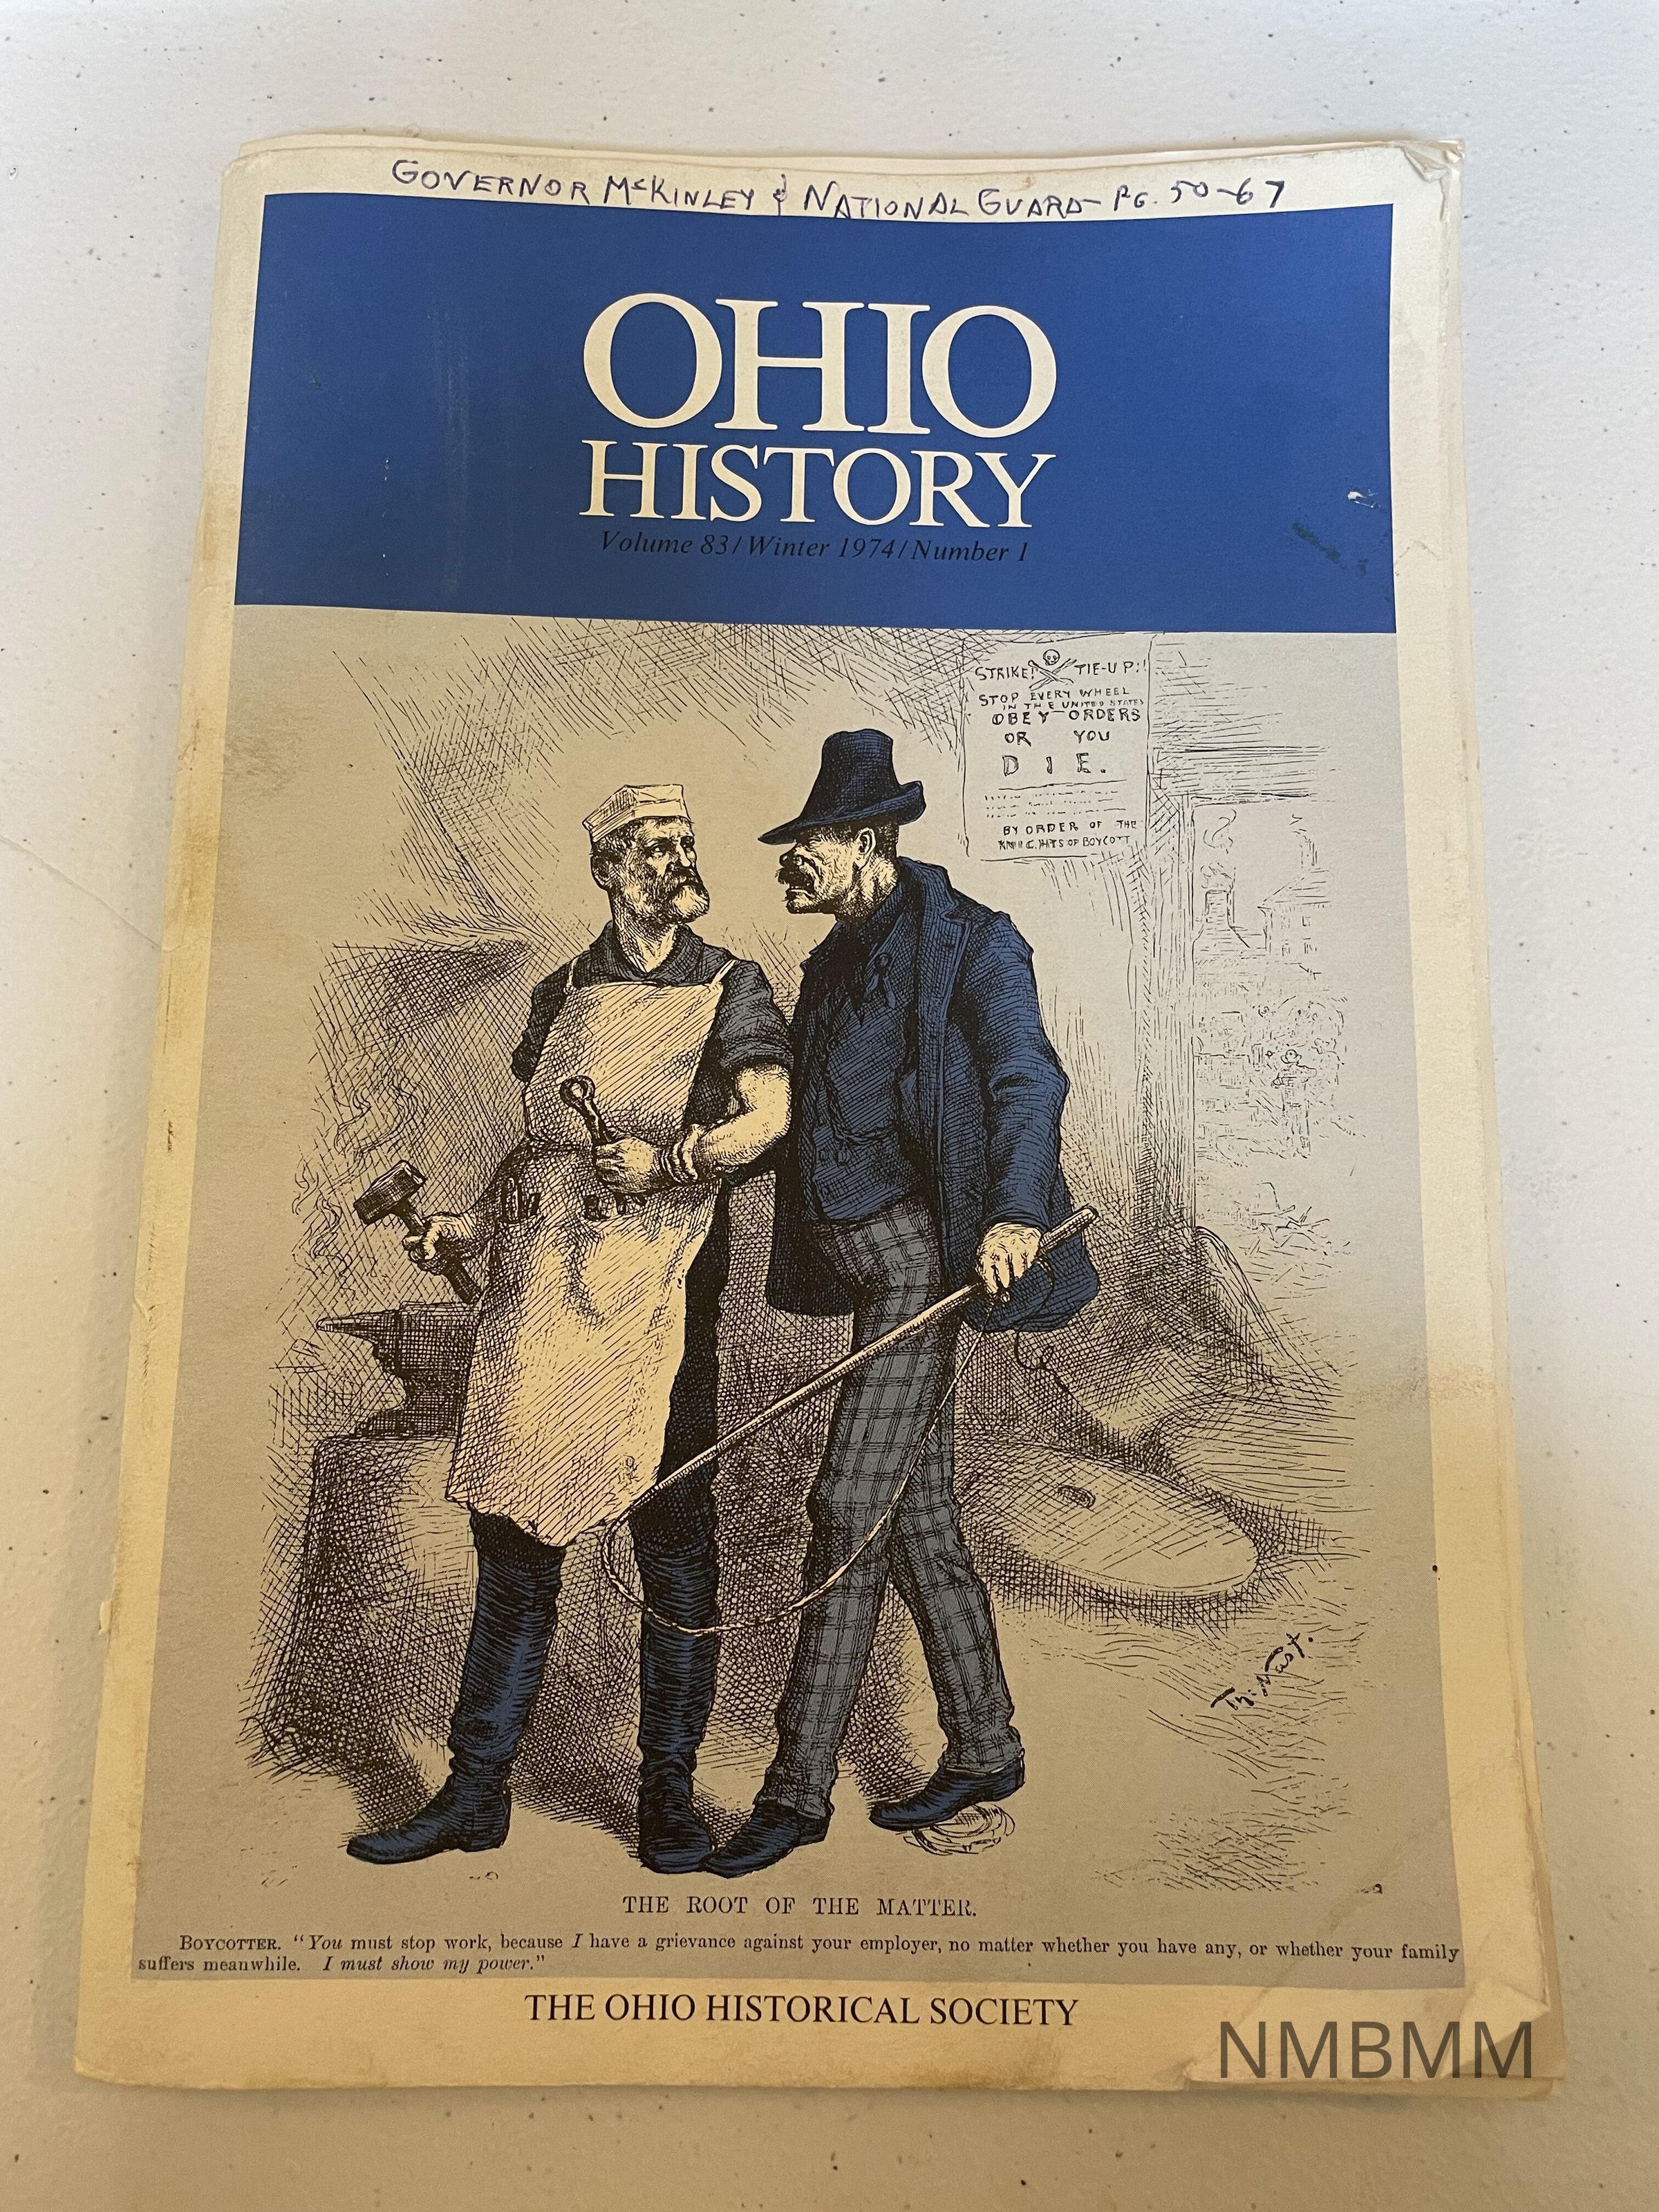 GOVERNOR McKINLEY & NATIONAL GUARD- PG. 50-67
OHIO
HISTORY
Volume 83/Winter 1974/Number 1
STRIKE! TIE-UP!!
STOP EVERY WHEEL
IN THE UNITED STATES
OBEY ORDERS
OR YOU
DIE.
BY ORDER OF THE
KNIGHTS OF BOYCOTT
Th: Nast.
THE ROOT OF THE MATTER.
BOYCOTTER. "You must stop work, because I have a grievance against your employer, no matter whether you have any, or whether your family
suffers meanwhile. I must show my power."
THE OHIO HISTORICAL SOCIETY
NMBMM